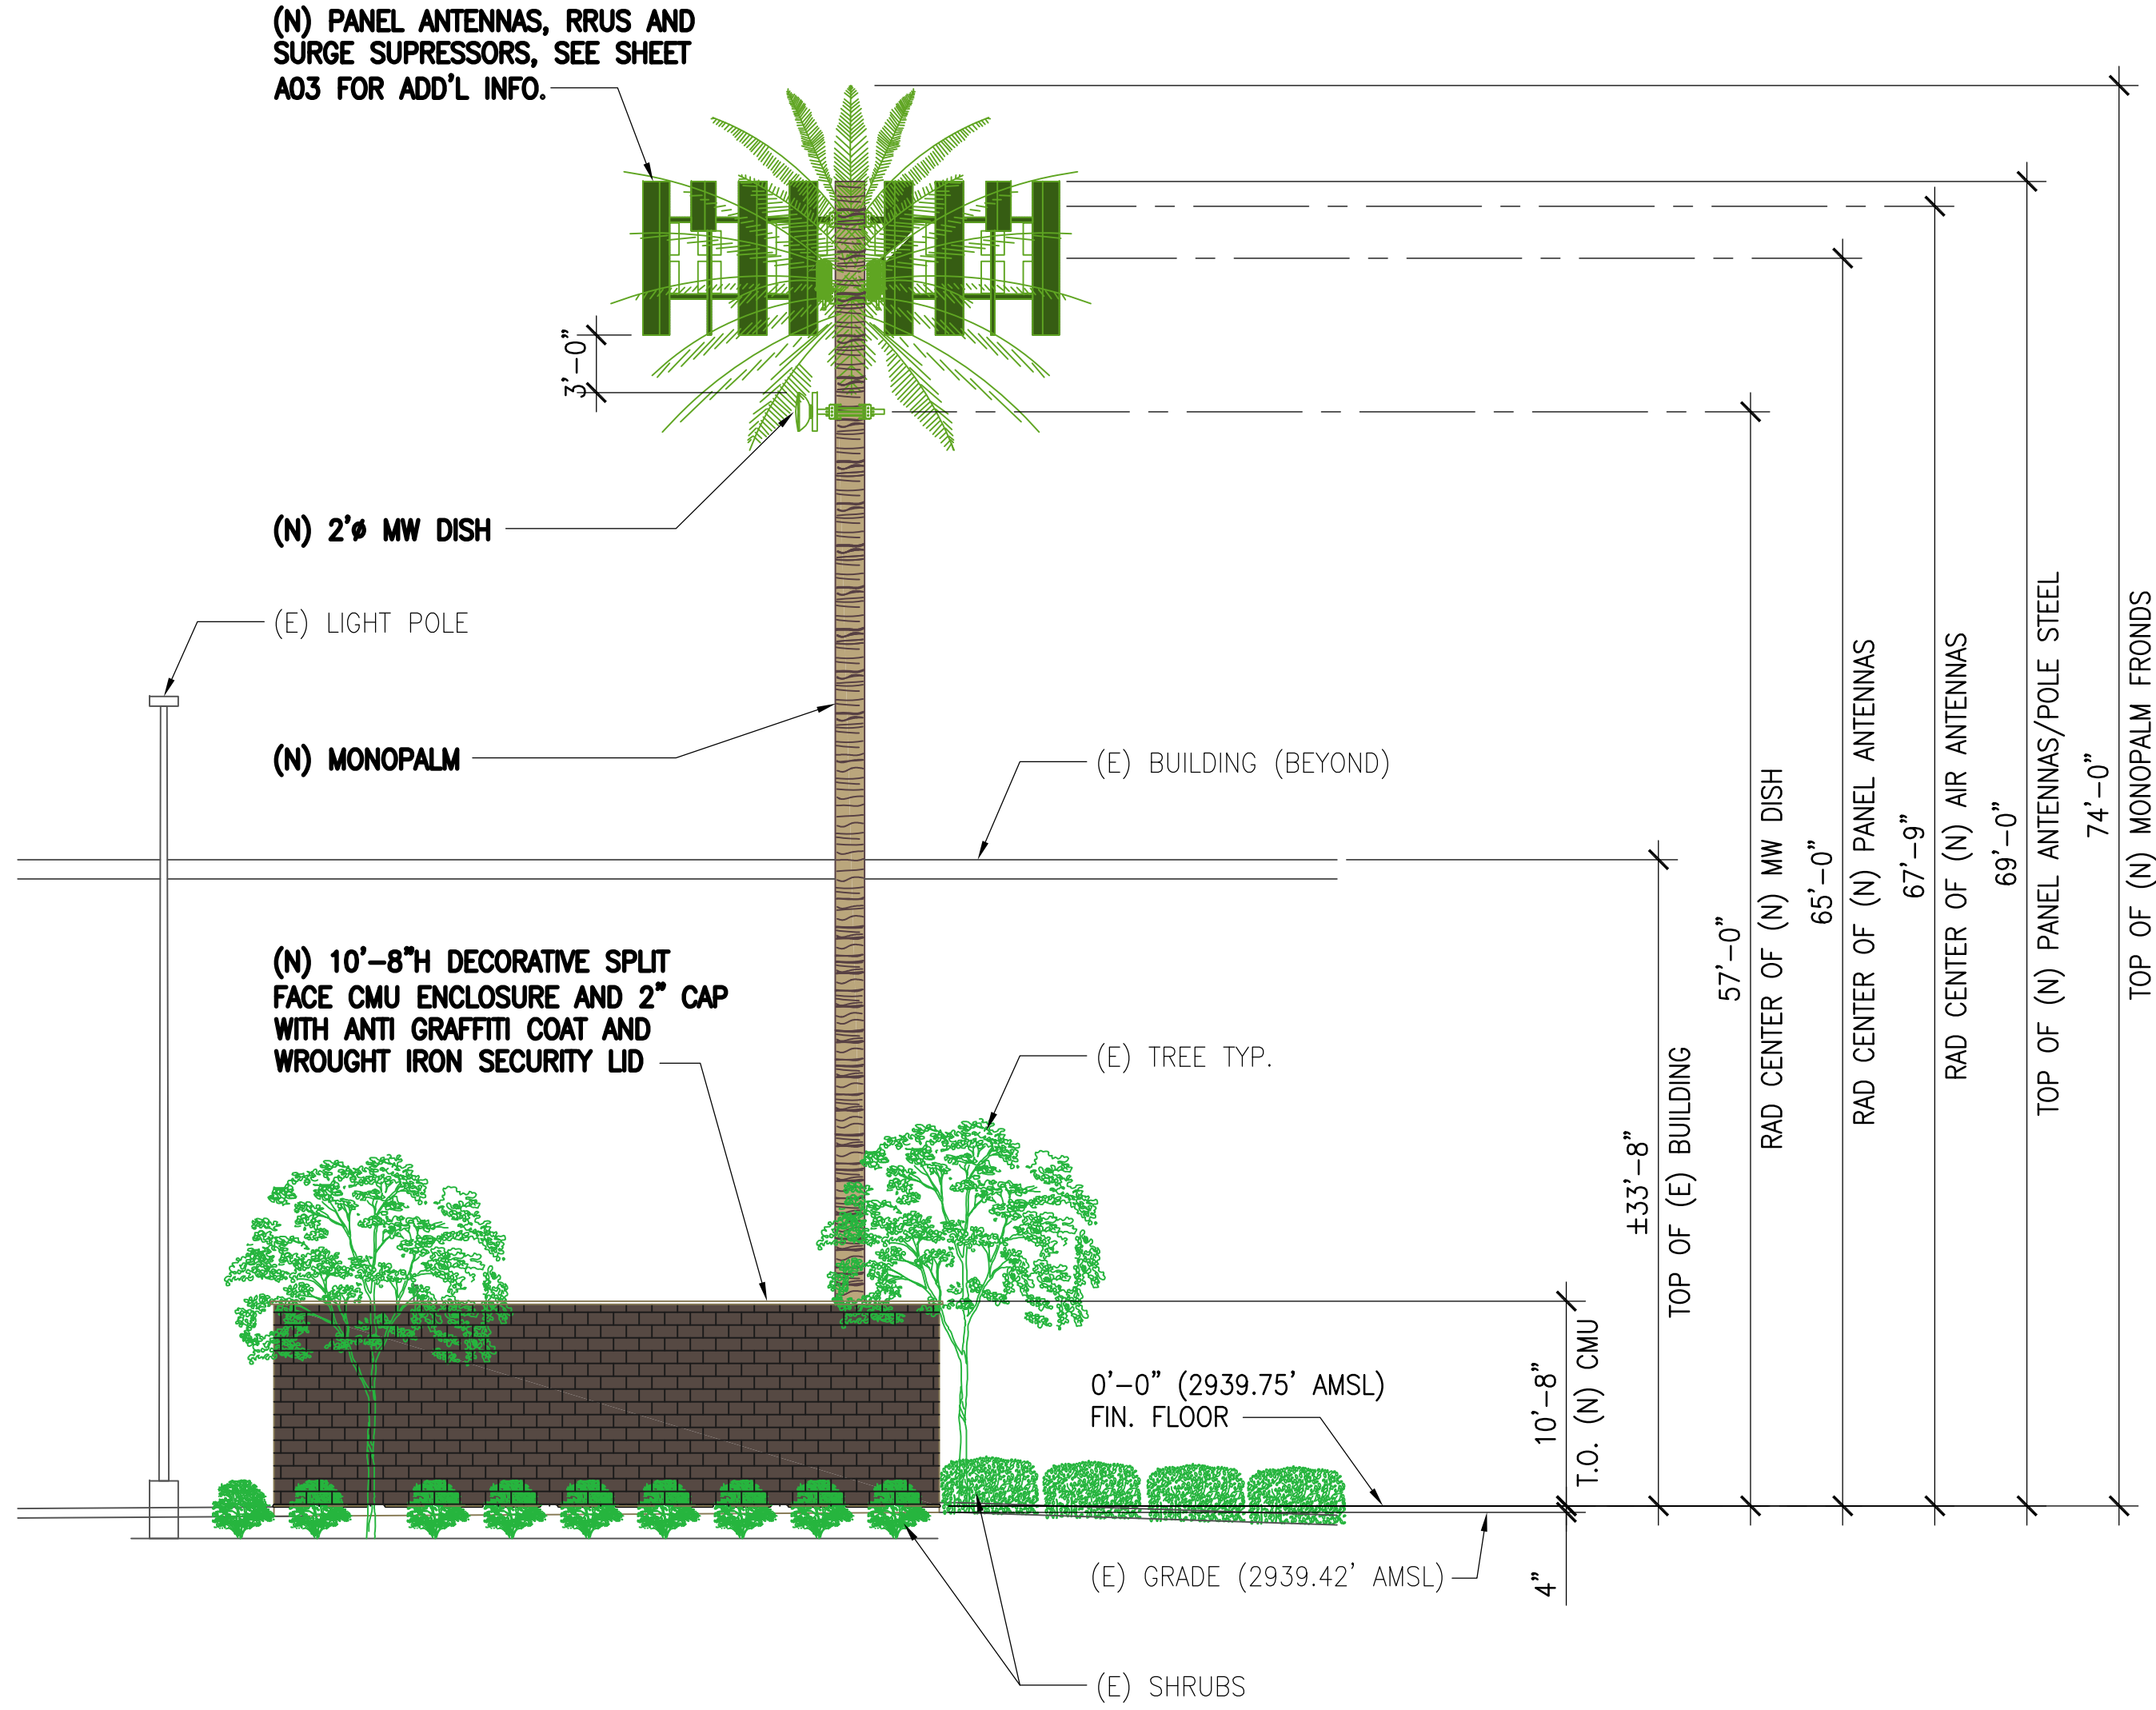 (N) PANEL ANTENNAS, RRUS AND
SURGE SUPRESSORS, SEE SHEET
A03 FOR ADD'L INFO.
3'-0"
(N) 2'ø MW DISH
(E) LIGHT POLE
(N) MONOPALM
(E) BUILDING (BEYOND)
(N) 10'-8"H DECORATIVE SPLIT
FACE CMU ENCLOSURE AND 2" CAP
WITH ANTI GRAFFITI COAT AND
WROUGHT IRON SECURITY LID
(E) TREE TYP.
0'-0" (2939.75' AMSL)
FIN. FLOOR
(E) GRADE (2939.42' AMSL)
(E) SHRUBS
4"
10'-8"
T.O. (N) CMU
±33'-8"
TOP OF (E) BUILDING
57'-0"
RAD CENTER OF (N) MW DISH
65'-0"
RAD CENTER OF (N) PANEL ANTENNAS
67'-9"
RAD CENTER OF (N) AIR ANTENNAS
69'-0"
TOP OF (N) PANEL ANTENNAS/POLE STEEL
74'-0"
TOP OF (N) MONOPALM FRONDS